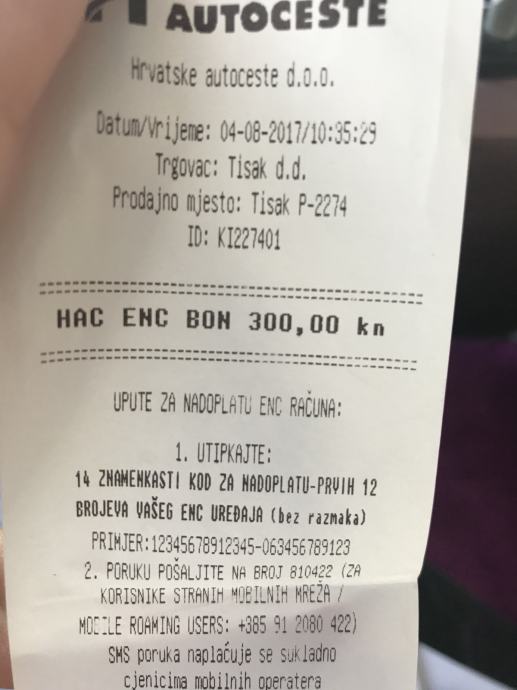 AUTOCESTE
Hrvatske autoceste d.o.o.
Datum/Vrijeme: 04-08-2017/10:35:29
Trgovac: Tisak d.d.
Prodajno mjesto: Tisak P-2274
ID: KI227401
HAC ENC BON 300,00 kn
UPUTE ZA NADOPLATU ENC RAČUNA:
1. UTIPKAJTE:
14 ZNAMENKASTI KOD ZA NADOPLATU-PRVIH 12
BROJEVA VAŠEG ENC UREĐAJA (bez razmaka)
PRIMJER:12345678912345-063456789123
2. PORUKU POŠALJITE NA BROJ 810422 (ZA
KORISNIKE STRANIH MOBILNIH MREŽA /
MOBILE ROAMING USERS: +385 91 2080 422)
SMS poruka naplaćuje se sukladno
cjenicima mobilnih operatera